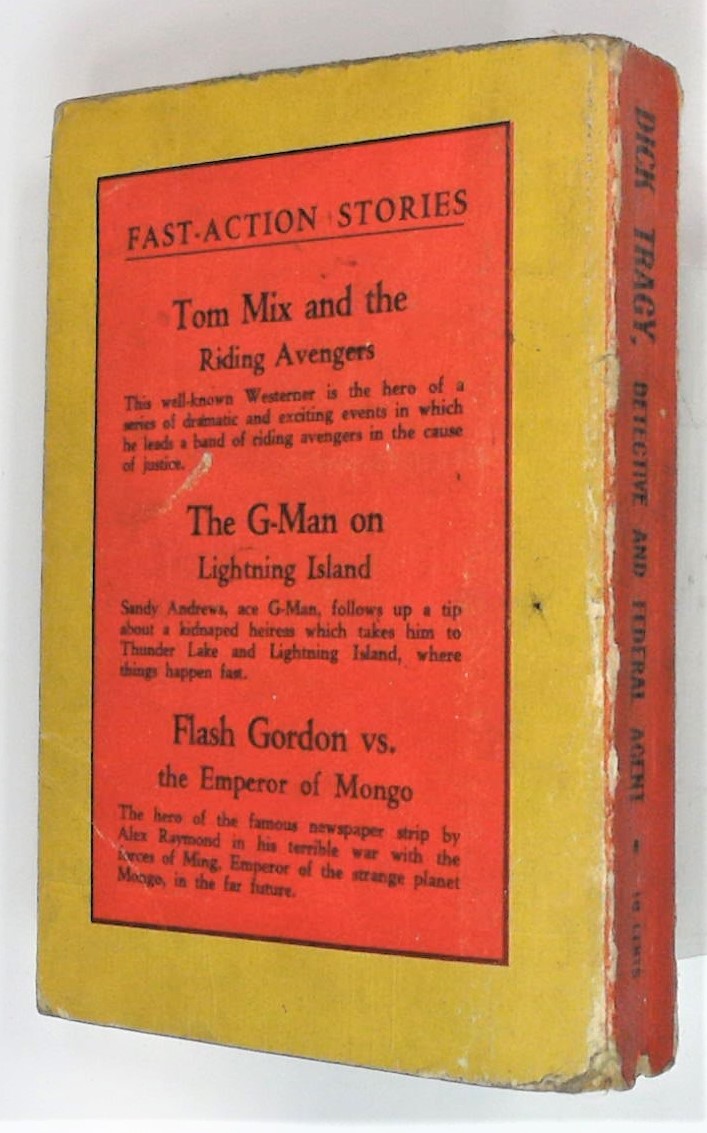 FAST-ACTION STORIES
Tom Mix and the
Riding Avengers
This well-known Westerner is the hero of a
series of dramatic and exciting events in which
he leads a band of riding avengers in the cause
of justice.
The G-Man on
Lightning Island
Sandy Andrews, ace G-Man, follows up a tip
about a kidnaped heiress which takes him to
Thunder Lake and Lightning Island, where
things happen fast.
Flash Gordon vs.
the Emperor of Mongo
The hero of the famous newspaper strip by
Alex Raymond in his terrible war with the
forces of Ming, Emperor of the strange planet
Mongo, in the far future.
DICK TRACY, DETECTIVE AND FEDERAL AGENT - 10 CENTS